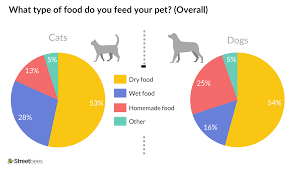 What type of food do you feed your pet? (Overall)
Cats
Dogs
5%
13%
28%
53%
Dry food
Wet food
Homemade food
Other
5%
25%
16%
54%
Streetbees